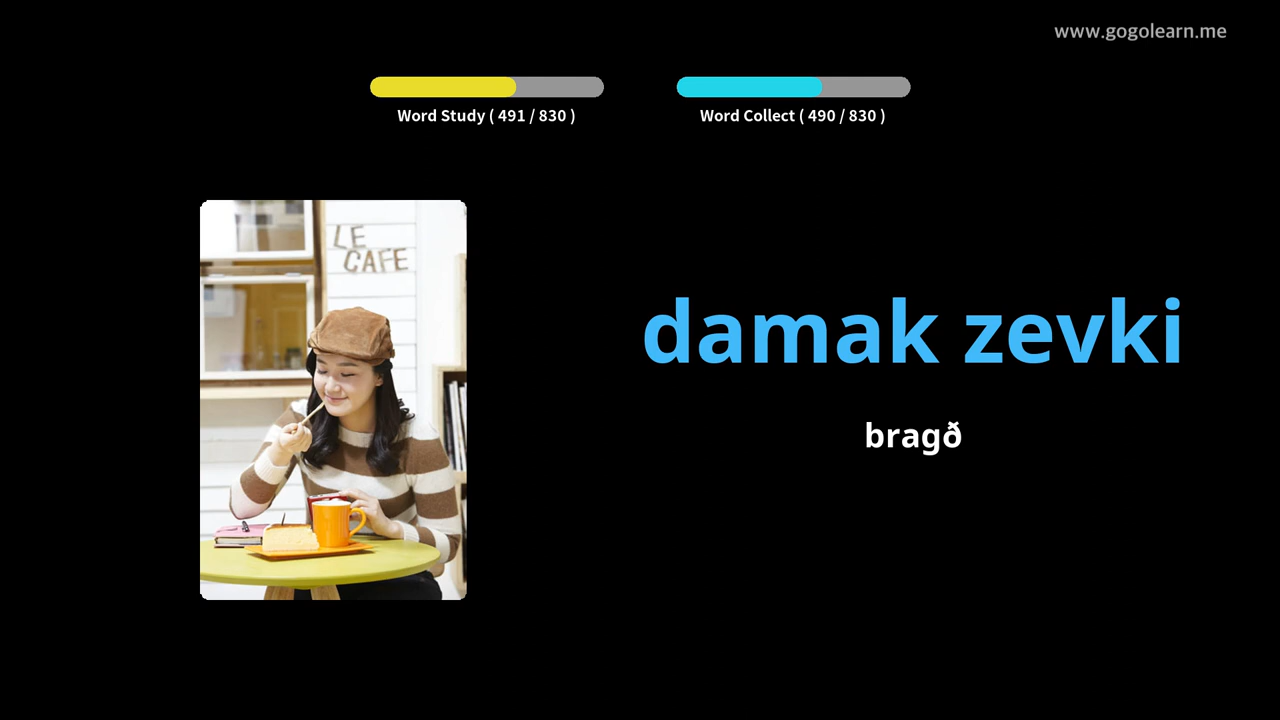 www.gogolearn.me
Word Study ( 491 / 830 )
Word Collect ( 490 / 830 )
LE
CAFE
damak zevki
bragð